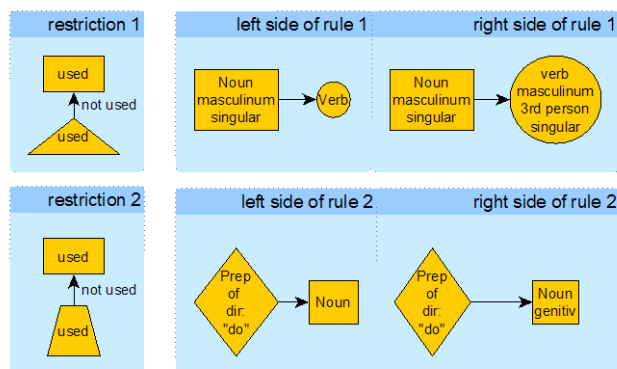 restriction 1
used
not used
used
left side of rule 1
Noun
masculinum
singular
Verb
right side of rule 1
Noun
masculinum
singular
verb
masculinum
3rd person
singular
restriction 2
used
not used
used
left side of rule 2
Prep
of
dir:
"do"
Noun
right side of rule 2
Prep
of
dir:
"do"
Noun
genitiv